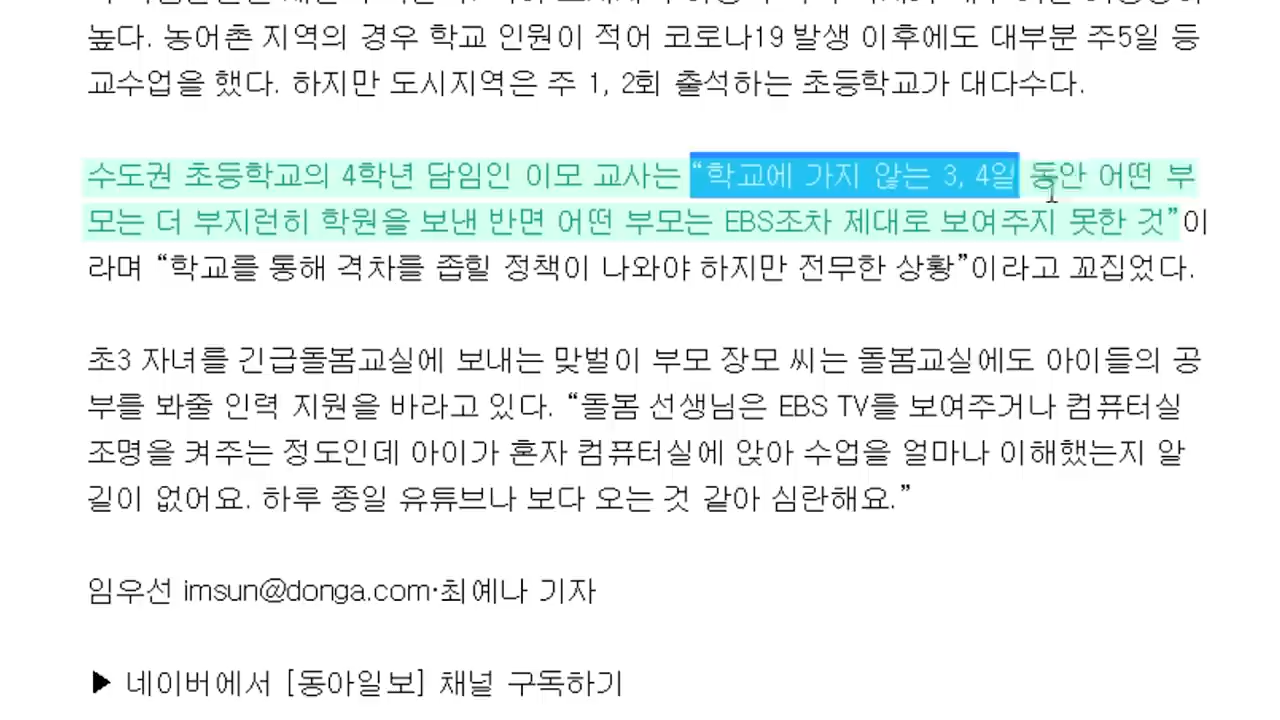 높다. 농어촌 지역의 경우 학교 인원이 적어 코로나19 발생 이후에도 대부분 주5일 등
교수업을 했다. 하지만 도시지역은 주 1, 2회 출석하는 초등학교가 대다수다.
수도권 초등학교의 4학년 담임인 이모 교사는 “학교에 가지 않는 3, 4일 동안 어떤 부
모는 더 부지런히 학원을 보낸 반면 어떤 부모는 EBS조차 제대로 보여주지 못한 것”이
라며 “학교를 통해 격차를 좁힐 정책이 나와야 하지만 전무한 상황”이라고 꼬집었다.
초3 자녀를 긴급돌봄교실에 보내는 맞벌이 부모 장모 씨는 돌봄교실에도 아이들의 공
부를 봐줄 인력 지원을 바라고 있다. “돌봄 선생님은 EBS TV를 보여주거나 컴퓨터실
조명을 켜주는 정도인데 아이가 혼자 컴퓨터실에 앉아 수업을 얼마나 이해했는지 알
길이 없어요. 하루 종일 유튜브나 보다 오는 것 같아 심란해요.”
임우선 imsun@donga.com·최예나 기자
▶ 네이버에서 [동아일보] 채널 구독하기